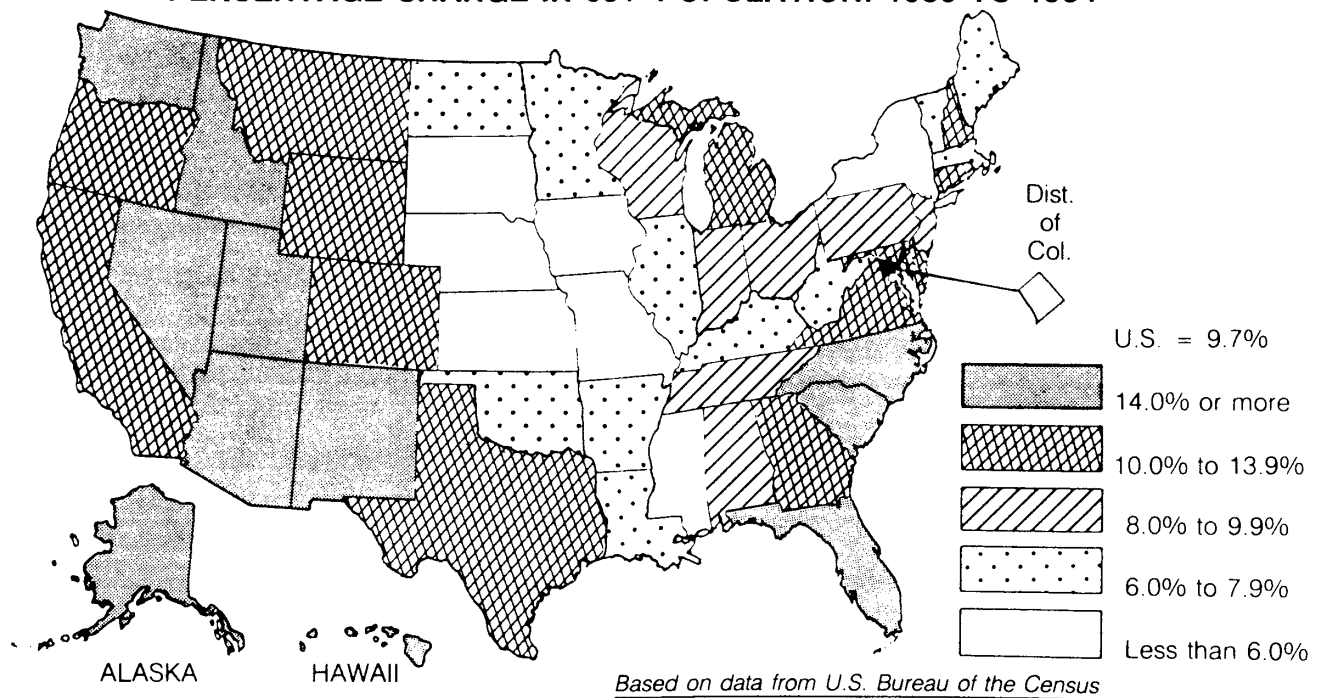 Dist.
of
Col.
U.S. = 9.7%
14.0% or more
10.0% to 13.9%
8.0% to 9.9%
6.0% to 7.9%
Less than 6.0%
ALASKA
HAWAII
Based on data from U.S. Bureau of the Census